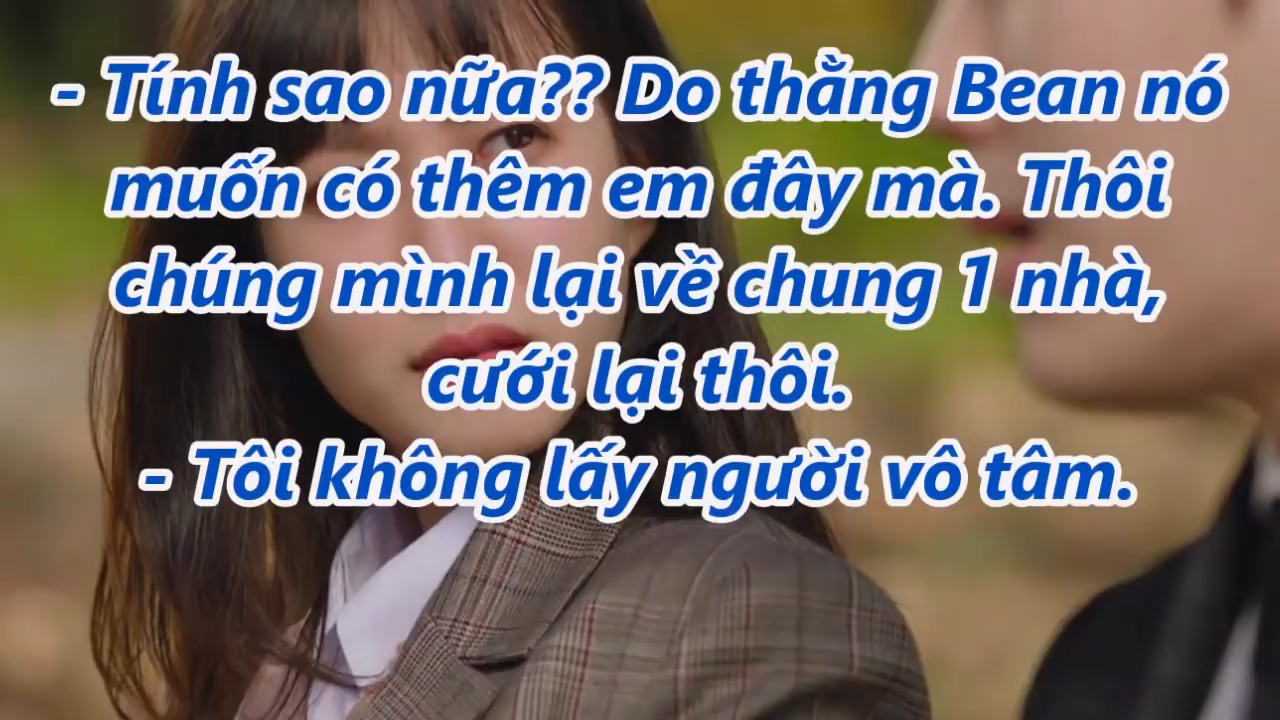 - Tính sao nữa?? Do thằng Bean nó
muốn có thêm em đây mà. Thôi
chúng mình lại về chung 1 nhà,
cưới lại thôi.
- Tôi không lấy người vô tâm.